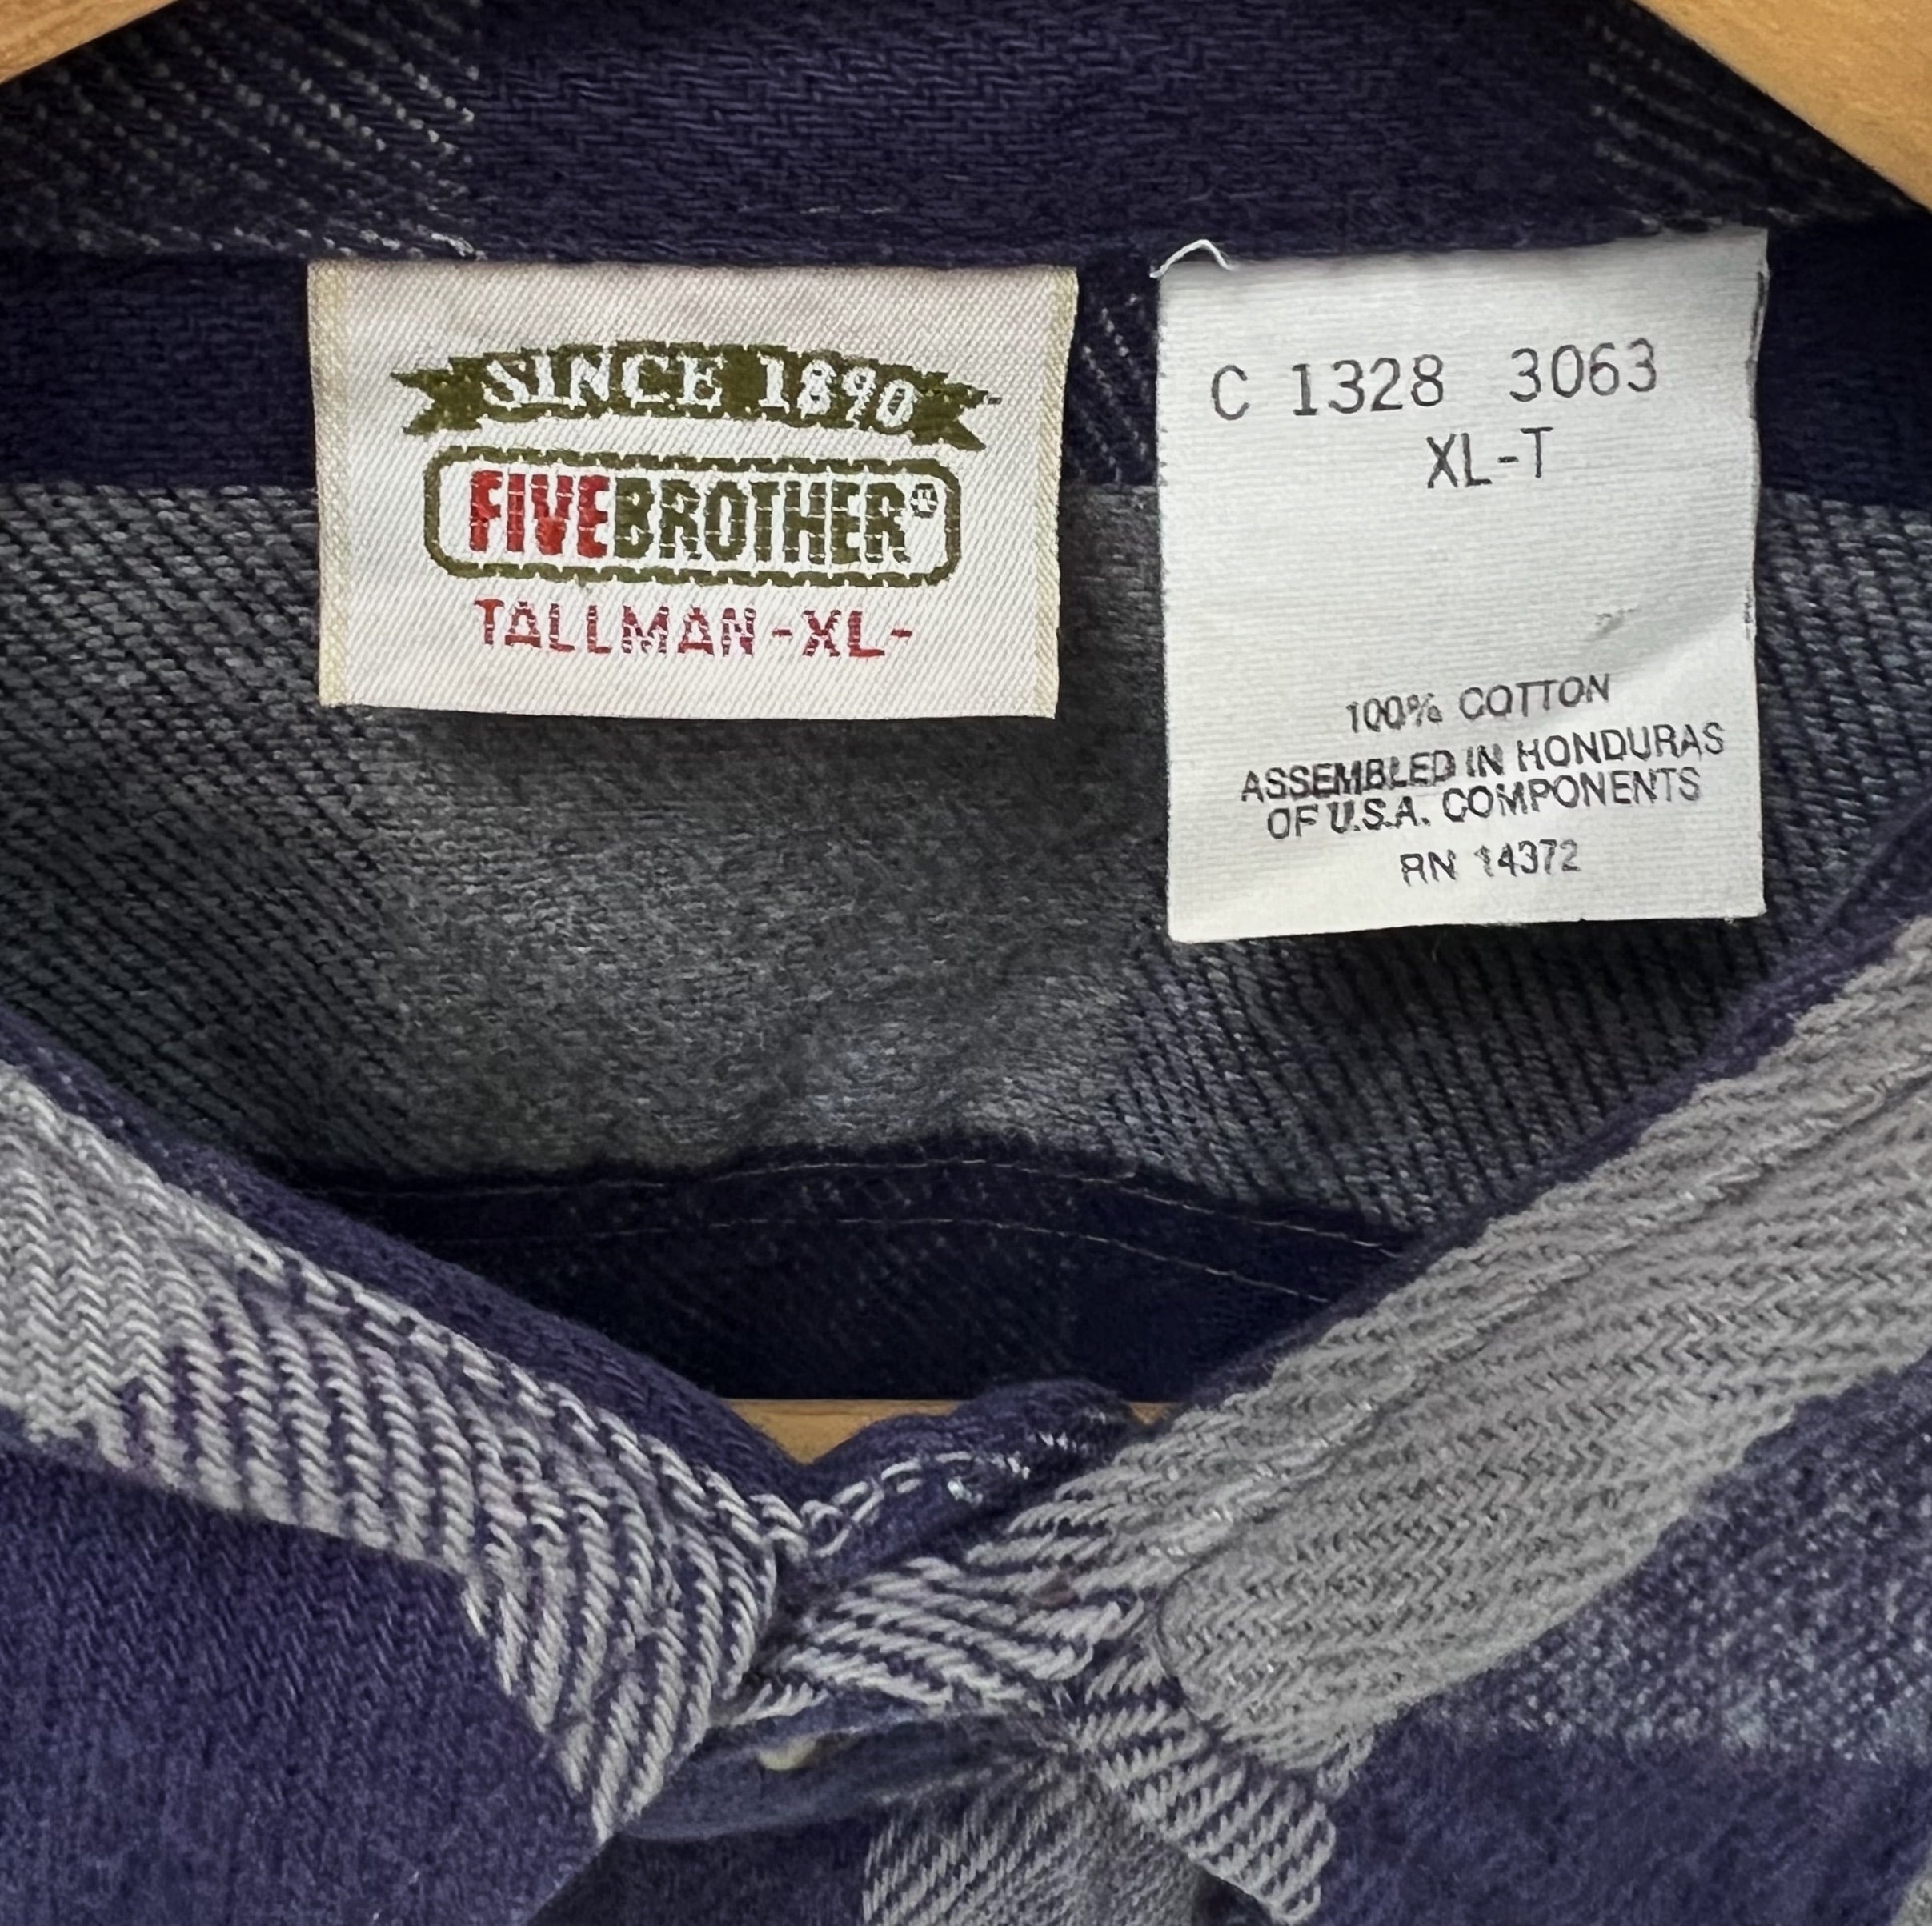 SINCE 1890
FIVEBROTHER®
TALLMAN-XL-
C 1328 3063
XL-T
100% COTTON
ASSEMBLED IN HONDURAS
OF U.S.A. COMPONENTS
RN 14372